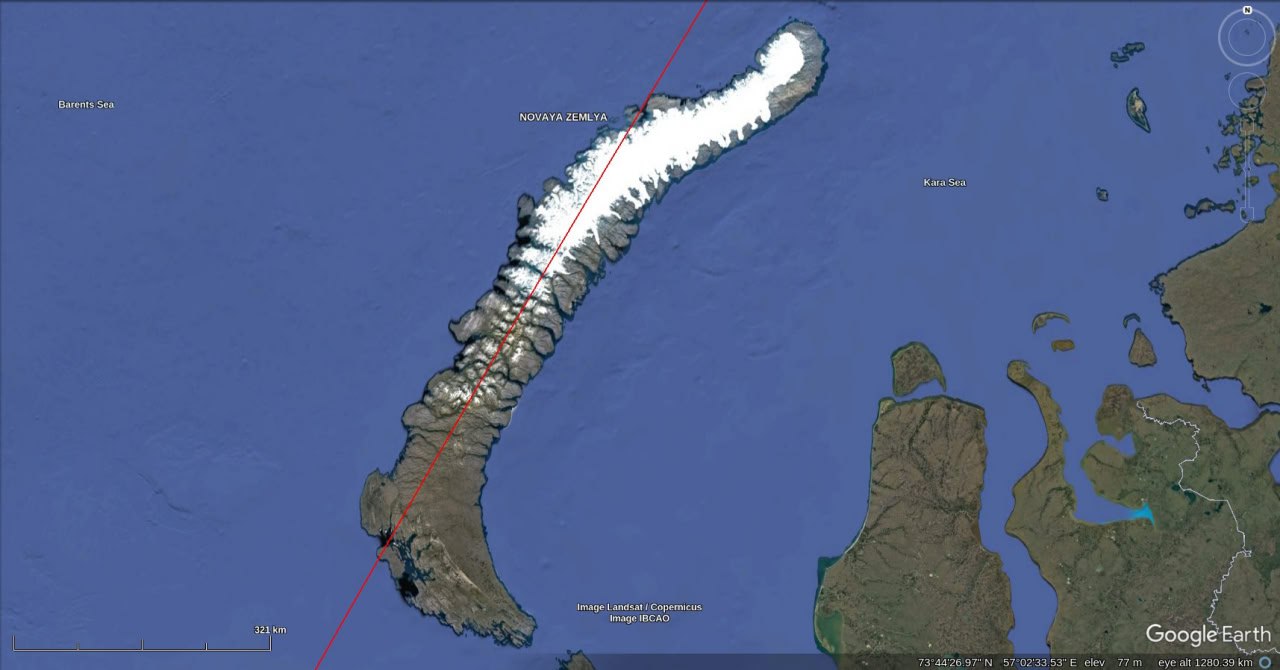 N
Barents Sea
NOVAYA ZEMLYA
Kara Sea
Image Landsat / Copernicus
Image IBCAO
321 km
Google Earth
73°44'26.97" N 57°02'33.53" E elev 77 m eye alt 1280.39 km